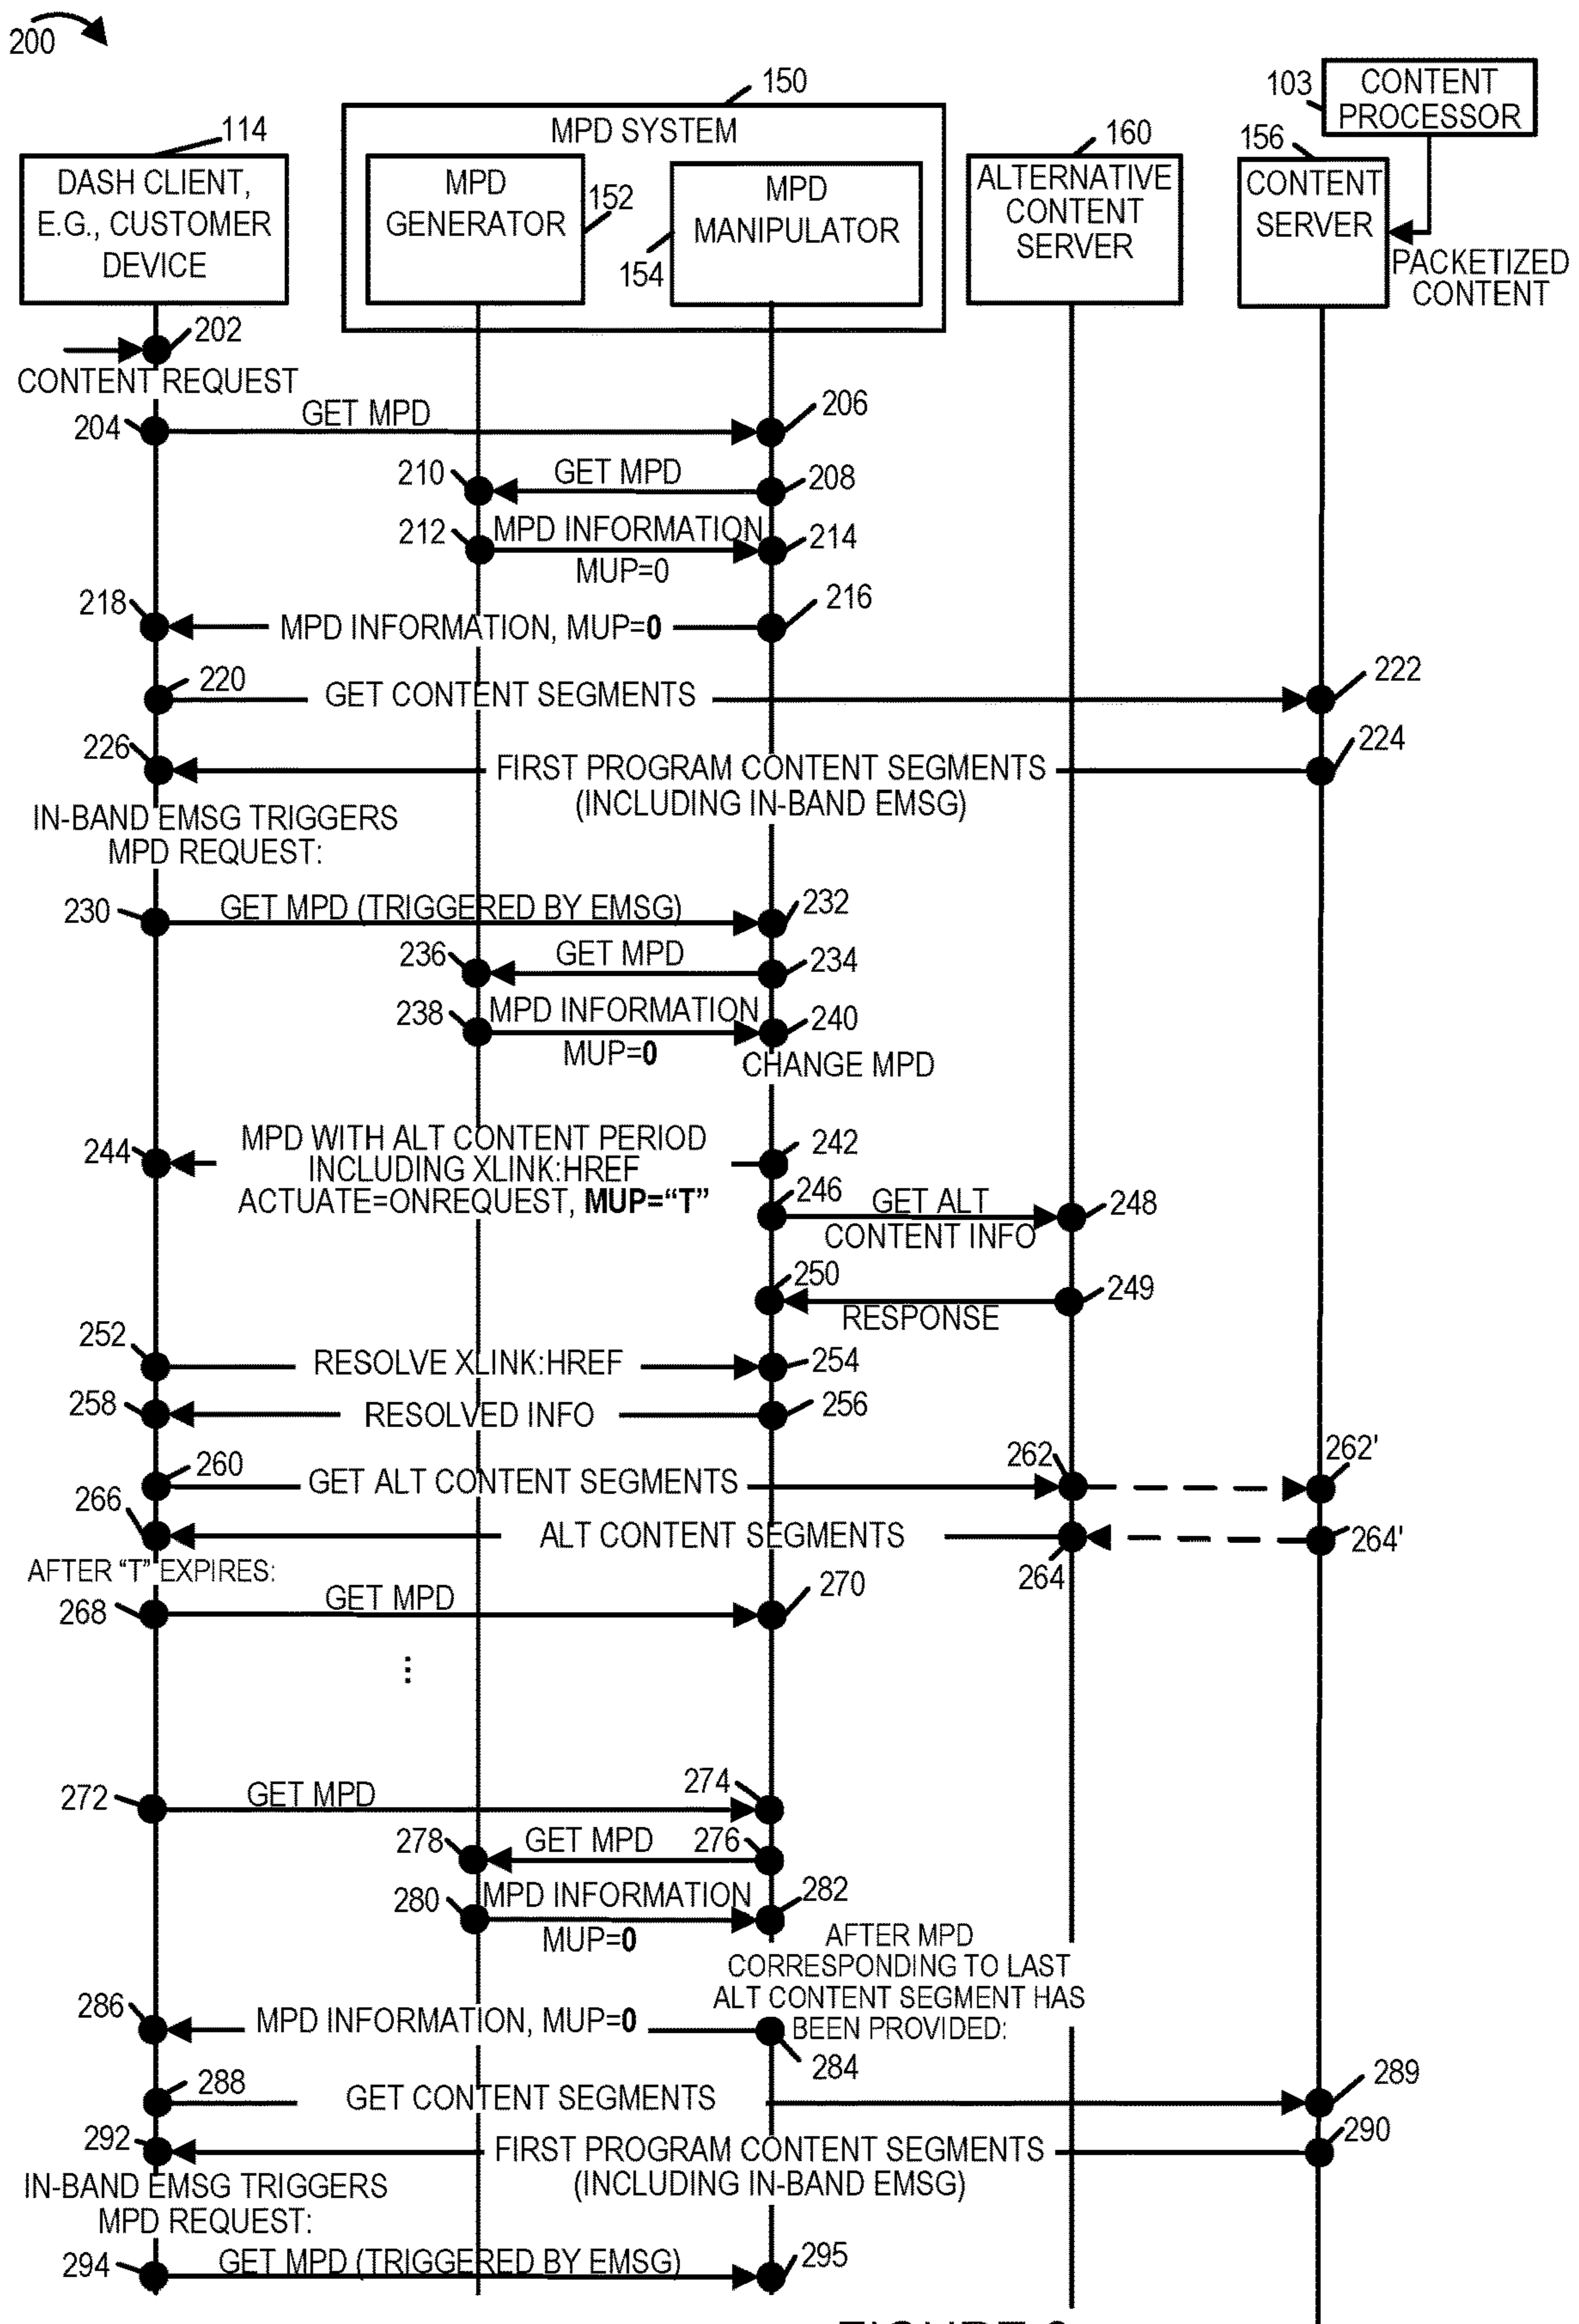 200
150
103
CONTENT
PROCESSOR
114
MPD SYSTEM
160
156
DASH CLIENT,
E.G., CUSTOMER
DEVICE
MPD
GENERATOR
152
MPD
MANIPULATOR
154
ALTERNATIVE
CONTENT
SERVER
CONTENT
SERVER
PACKETIZED
CONTENT
202
CONTENT REQUEST
204
GET MPD
206
210
GET MPD
208
212
MPD INFORMATION
214
MUP=0
218
MPD INFORMATION, MUP=0
216
220
GET CONTENT SEGMENTS
222
226
FIRST PROGRAM CONTENT SEGMENTS
(INCLUDING IN-BAND EMSG)
224
IN-BAND EMSG TRIGGERS
MPD REQUEST:
230
GET MPD (TRIGGERED BY EMSG)
232
236
GET MPD
234
238
MPD INFORMATION
240
MUP=0
CHANGE MPD
244
MPD WITH ALT CONTENT PERIOD
INCLUDING XLINK:HREF
ACTUATE=ONREQUEST, MUP="T"
242
246
GET ALT
CONTENT INFO
248
250
RESPONSE
249
252
RESOLVE XLINK:HREF
254
258
RESOLVED INFO
256
260
GET ALT CONTENT SEGMENTS
262
262'
266
ALT CONTENT SEGMENTS
264
264'
AFTER "T" EXPIRES:
268
GET MPD
270
...
272
GET MPD
274
278
GET MPD
276
280
MPD INFORMATION
282
MUP=0
AFTER MPD
CORRESPONDING TO LAST
ALT CONTENT SEGMENT HAS
BEEN PROVIDED:
286
MPD INFORMATION, MUP=0
284
288
GET CONTENT SEGMENTS
289
292
FIRST PROGRAM CONTENT SEGMENTS
(INCLUDING IN-BAND EMSG)
290
IN-BAND EMSG TRIGGERS
MPD REQUEST:
294
GET MPD (TRIGGERED BY EMSG)
295